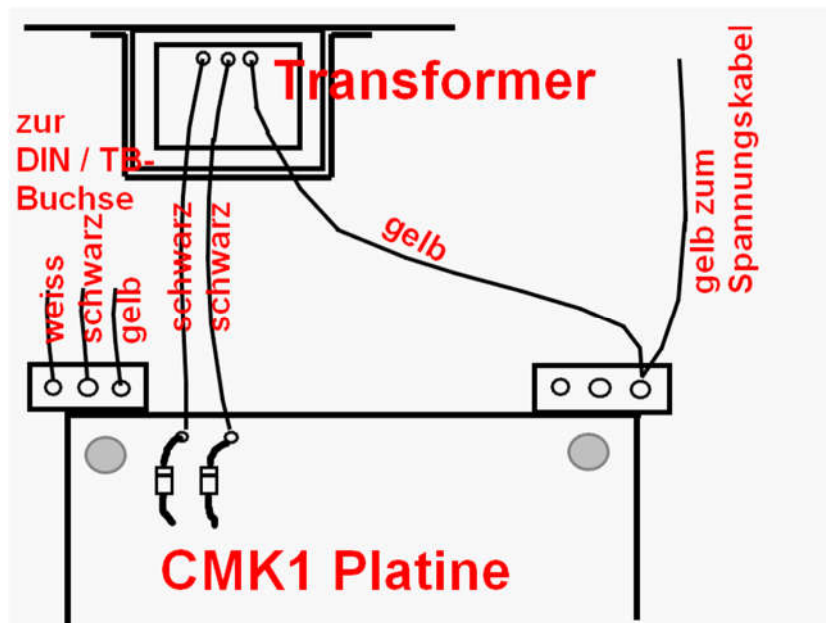 Transformer
zur
DIN / TB-
Buchse
weiss
schwarz
gelb
schwarz
schwarz
gelb
gelb zum
Spannungskabel
CMK1 Platine